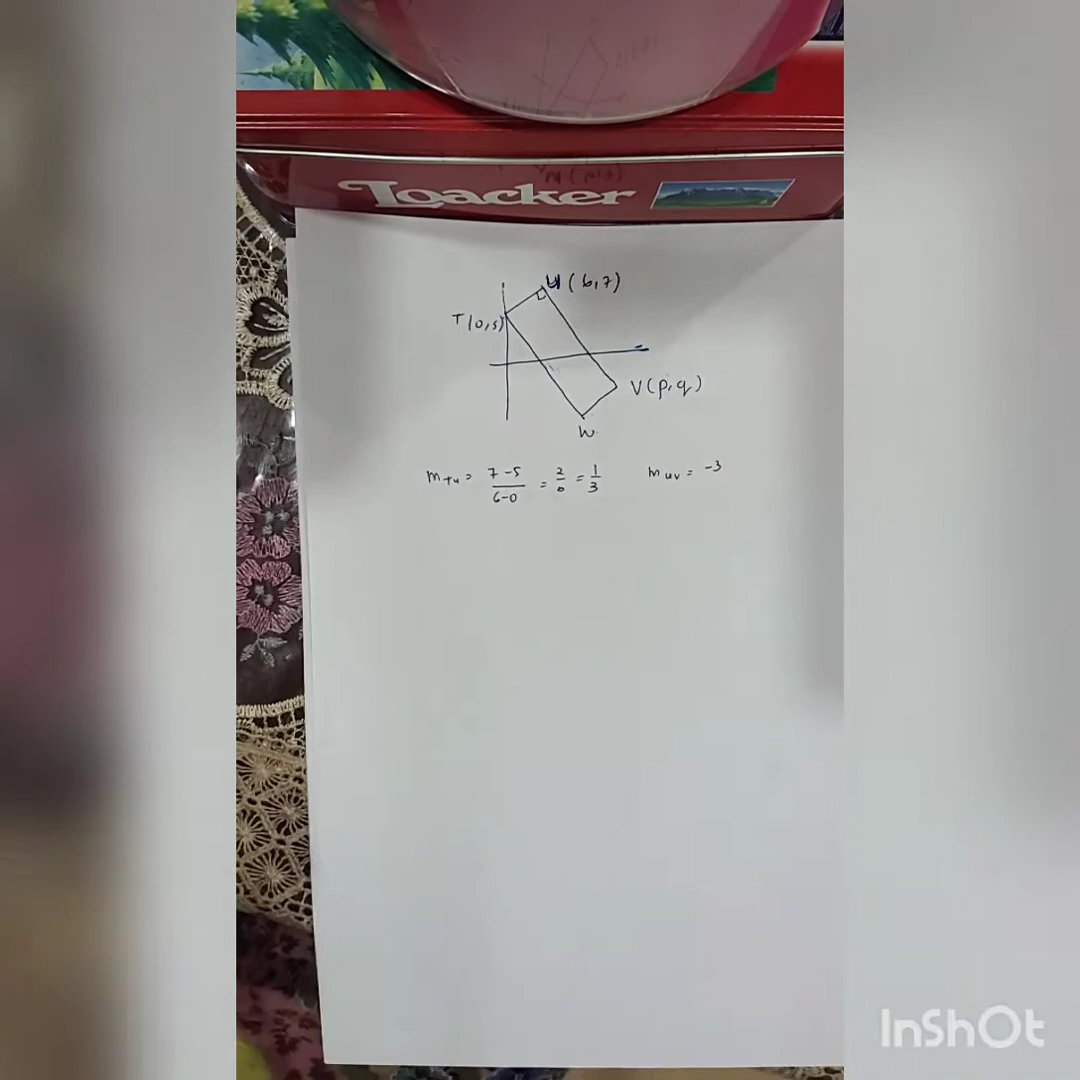 Loacker
U(6,7)
T(0,5)
V(p,q)
W
m_TU = 7-5/6-0 = 2/6 = 1/3 m_UV = -3
InShOt